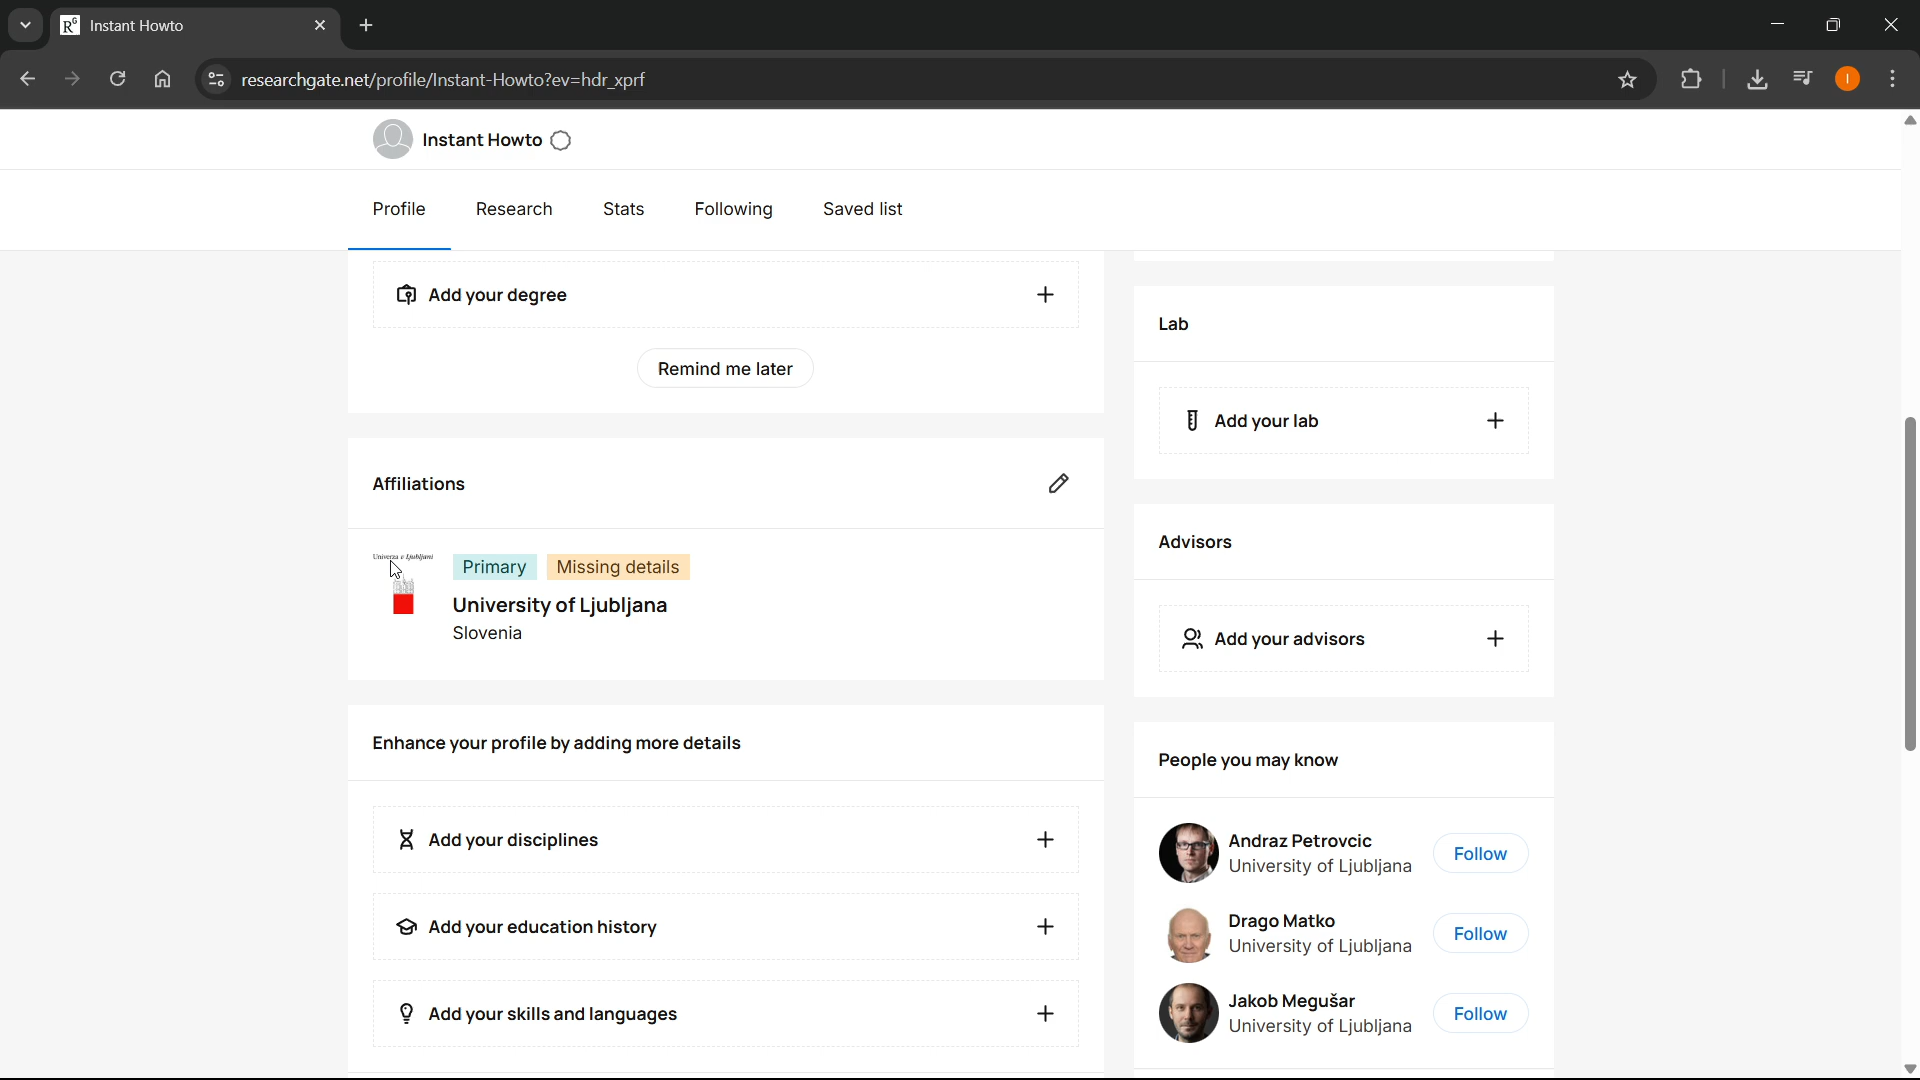 Instant Howto
researchgate.net/profile/Instant-Howto?ev=hdr_xprf
I
Instant Howto
Profile
Research
Stats
Following
Saved list
Add your degree
Remind me later
Affiliations
Univerza v Ljubljani
Primary
Missing details
University of Ljubljana
Slovenia
Enhance your profile by adding more details
Add your disciplines
Add your education history
Add your skills and languages
Lab
Add your lab
Advisors
Add your advisors
People you may know
Andraz Petrovcic
University of Ljubljana
Follow
Drago Matko
University of Ljubljana
Follow
Jakob Megušar
University of Ljubljana
Follow